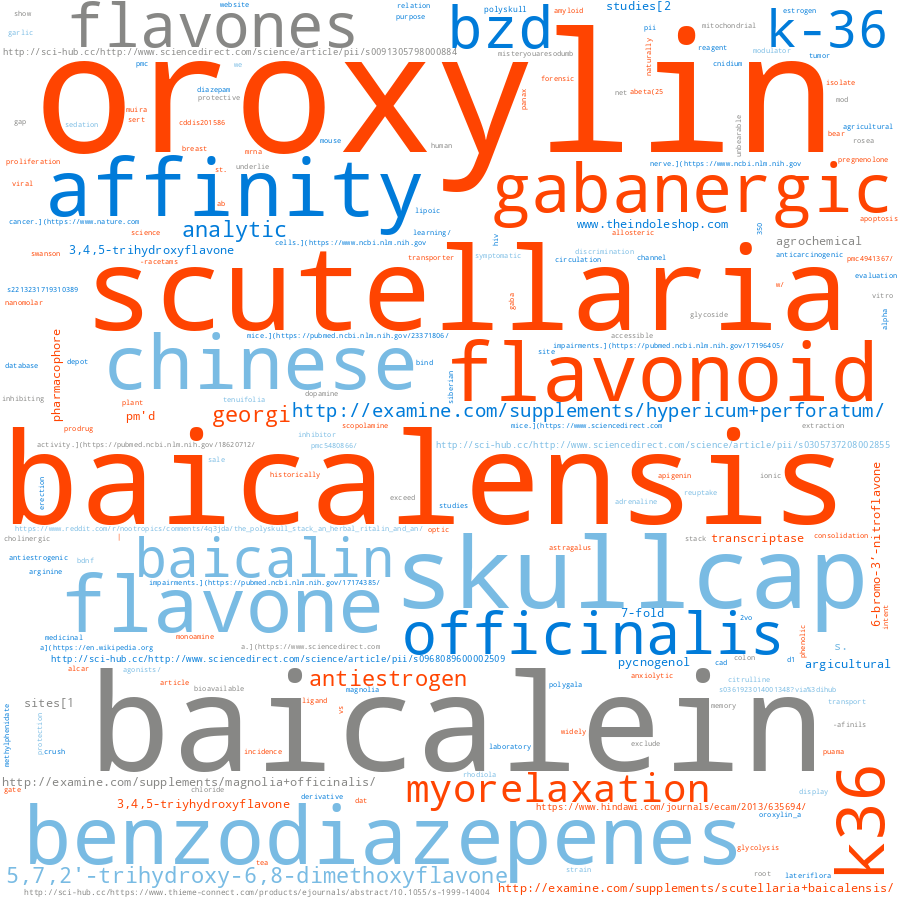 show
flavones
website
polyskull
relation
purpose
studies[2
estrogen
garlic
bzd
k-36
pii
mitochondrial
http://sci-hub.cc/http://www.sciencedirect.com/science/article/pii/s0091305798000884
misteryouaresodumb
reagent
modulator
pmc
we
cnidium
tumor
naturally
oroxylin
forensic
isolate
diazepam
protective
panax
net
abeta(25
mod
muira
sert
gap
sedation
cddis201586
unbearable
agricultural
bear
rosea
mouse
human
breast
mrna
proliferation
st.
underlie
nerve.](https://www.ncbi.nlm.nih.gov
pregnenolone
viral
affinity
gabanergic
lipoic
ab
cancer.](https://www.nature.com
apoptosis
www.theindoleshop.com
science
analytic
learning/
hiv
allosteric
350
agrochemical
cells.](https://www.ncbi.nlm.nih.gov
3,4,5-trihydroxyflavone
swanson
-racetams
transporter
symptomatic
discrimination
circulation
channel
anticarcinogenic
pmc4941367/
scutellaria
evaluation
s2213231719310389
w/
vitro
nanomolar
gaba
glycoside
alpha
mice.](https://pubmed.ncbi.nlm.nih.gov/23371806/
accessible
pharmacophore
chinese
impairments.](https://pubmed.ncbi.nlm.nih.gov/17196405/
site
database
depot
bind
flavonoid
inhibiting
siberian
dopamine
tenuifolia
plant
pm'd
georgi
http://examine.com/supplements/hypericum+perforatum/
prodrug
scopolamine
mice.](https://www.sciencedirect.com
extraction
inhibitor
activity.](https://pubmed.ncbi.nlm.nih.gov/18620712/
pmc3480866/
http://sci-hub.cc/http://www.sciencedirect.com/science/article/pii/s0305737208002855
baicalensis
sale
historically
apigenin
ionic
erection
exceed
reuptake
studies
adrenaline
6-bromo-3’-nitroflavone
https://www.reddit.com/r/nootropics/comments/4q3jda/the_polyskull_stack_an_herbal_ritalin_and_an/
optic
cholinergic
|
stack
transcriptase
consolidation.
baicalin
skullcap
astragalus
antiestrogenic
bdnf
arginine
impairments.](https://pubmed.ncbi.nlm.nih.gov/17174385/
flavone
intent
7-fold
2vo
officinalis
medicinal
monoamine
phenolic
a](https://en.wikipedia.org
a.](https://www.sciencedirect.com
s.
http://sci-hub.cc/http://www.sciencedirect.com/science/article/pii/s0968089600002509
pycnogenol
cad
colon
d1
argicultural
alcar
agonists/
antiestrogen
anxiolytic
article
bioavailable
magnolia
polygala
citrulline
s0361923014001348?via%3dihub
baicalein
sites[1
ligand
vs
memory
transport
methylphenidate
protection
-afinils
widely
crush
incidence
laboratory
exclude
puama
rhodiola
http://examine.com/supplements/magnolia+officinalis/
myorelaxation
k36
gate
chloride
derivative
dat
display
3,4,5-triyhydroxyflavone
https://www.hindawi.com/journals/ecam/2013/635694/
oroxylin_a
benzodiazepenes
glycolysis
tea
strain
root
lateriflora
5,7,2'-trihydroxy-6,8-dimethoxyflavone
http://examine.com/supplements/scutellaria+baicalensis/
http://sci-hub.cc/https://www.thieme-connect.com/products/ejournals/abstract/10.1055/s-1999-14004